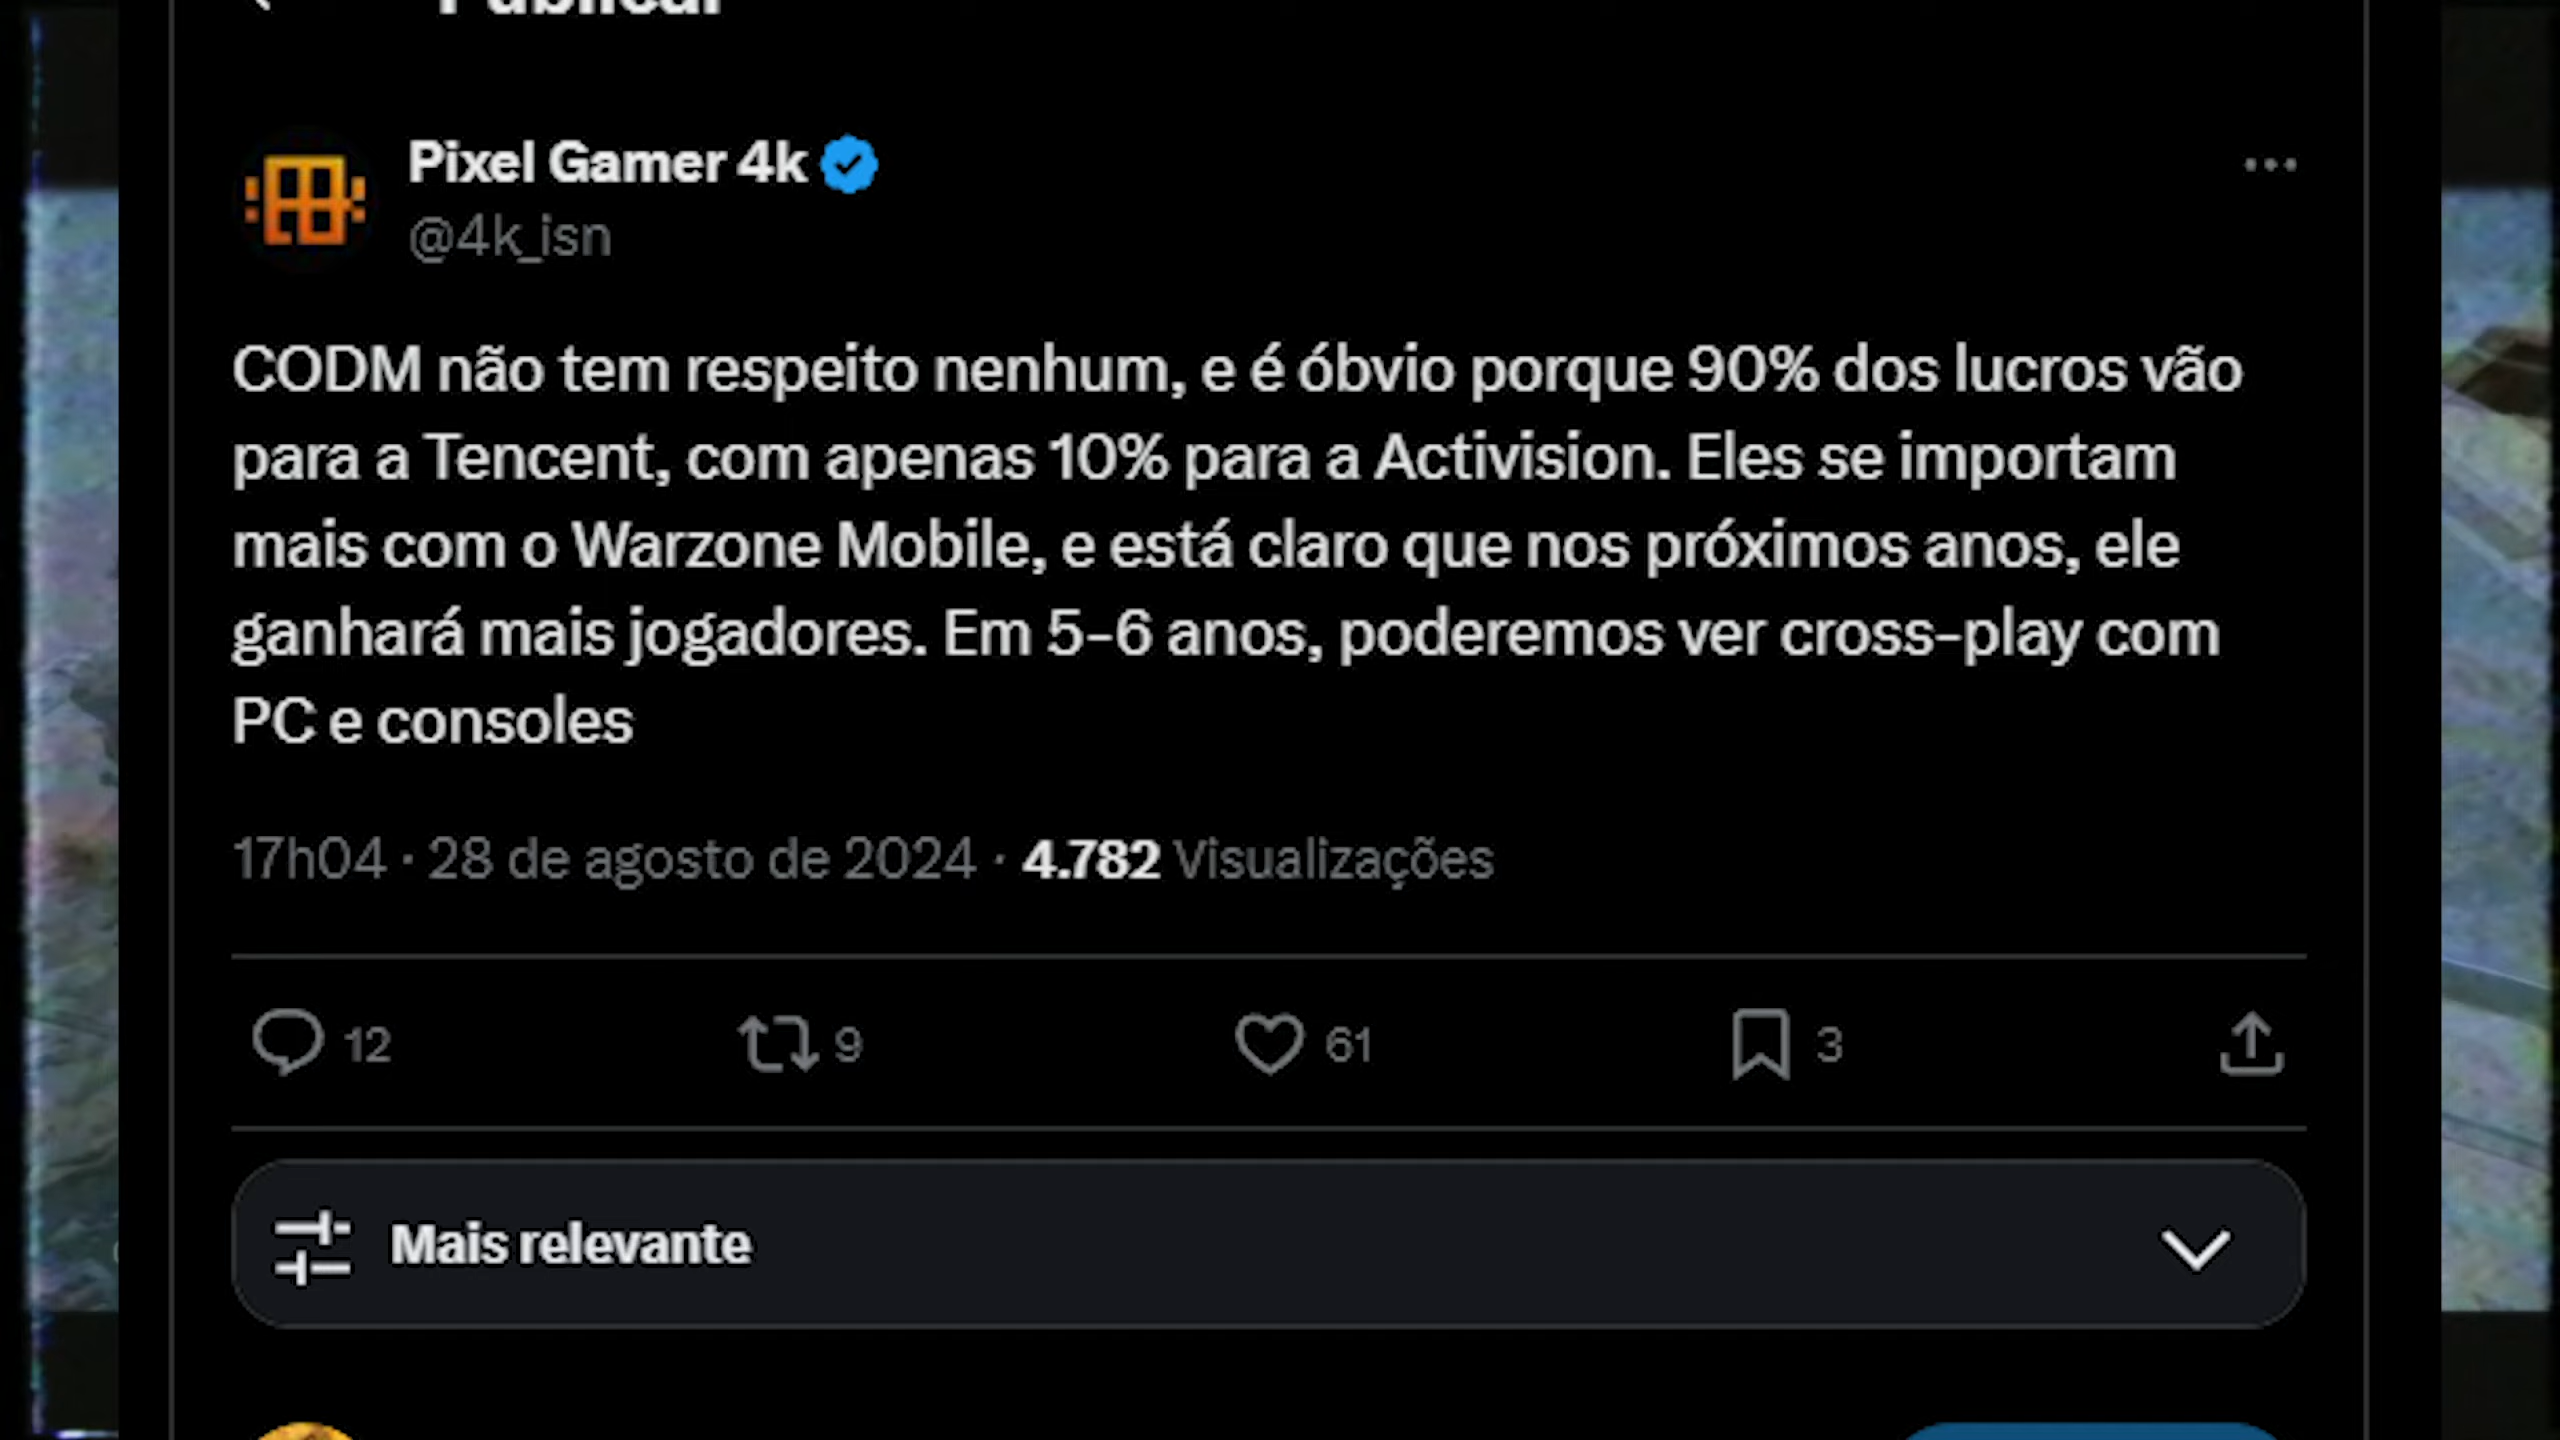 Publicar
Pixel Gamer 4k
@4k_isn
CODM não tem respeito nenhum, e é óbvio porque 90% dos lucros vão
para a Tencent, com apenas 10% para a Activision. Eles se importam
mais com o Warzone Mobile, e está claro que nos próximos anos, ele
ganhará mais jogadores. Em 5-6 anos, poderemos ver cross-play com
PC e consoles
17h04 · 28 de agosto de 2024 · 4.782 Visualizações
12 9 61 3
Mais relevante